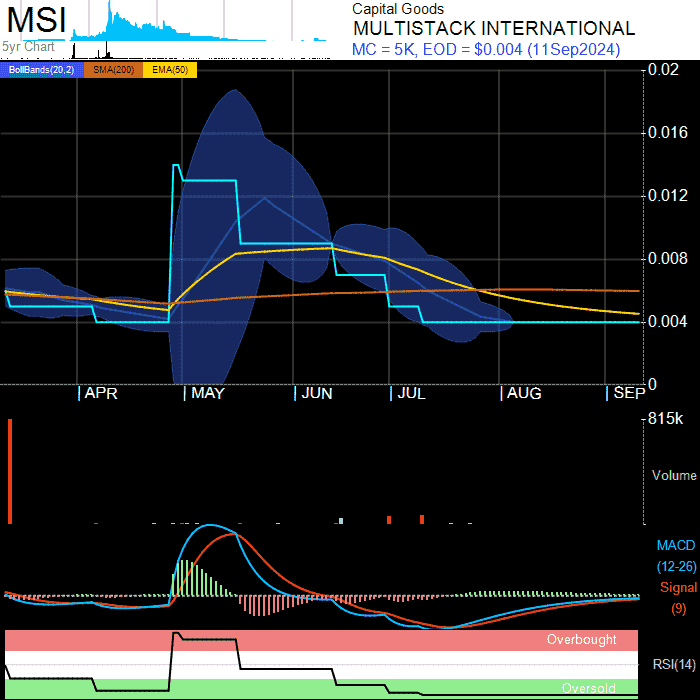 MSI
5yr Chart
Capital Goods
MULTISTACK INTERNATIONAL
MC = 5K, EOD = $0.004 (11Sep2024)
BollBands(20,2) SMA(200) EMA(50)
0.02
0.016
0.012
0.008
0.004
0
APR MAY JUN JUL AUG SEP
815k
Volume
MACD
(12-26)
Signal
(9)
Overbought
RSI(14)
Oversold